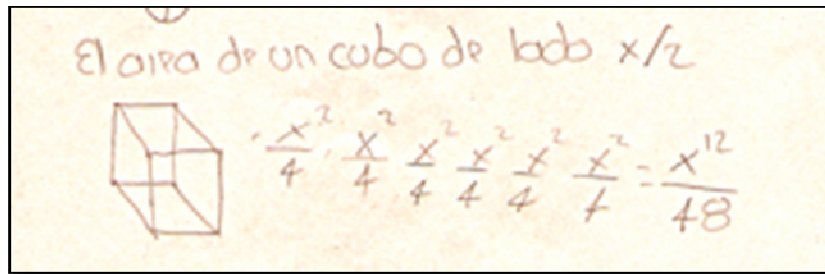 El area de un cubo de lado x/2
· x²/4 · x²/4 x²/4 x²/4 x²/4 x²/4 = x¹²/48